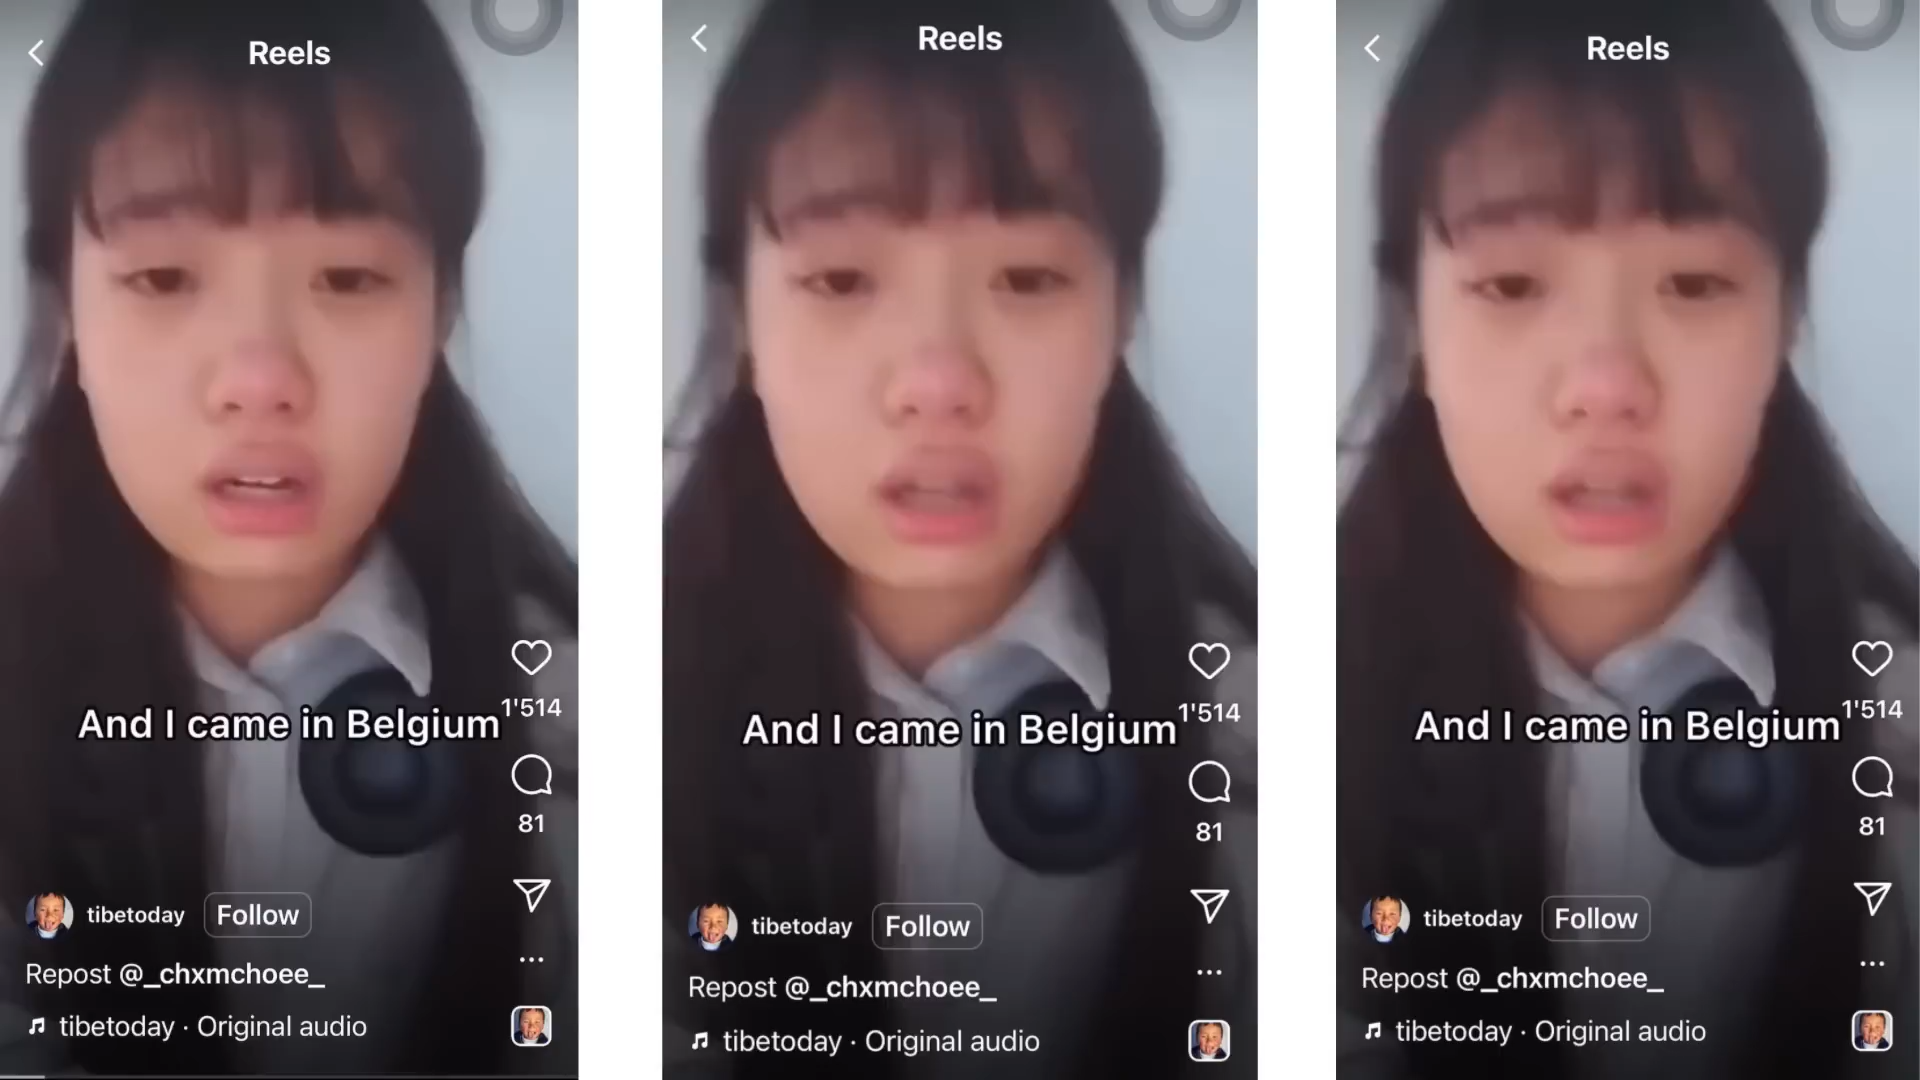 Reels
And I came in Belgium
1'514
81
tibetoday Follow
Repost @_chxmchoee_
tibetoday · Original audio
Reels
And I came in Belgium
1'514
81
tibetoday Follow
Repost @_chxmchoee_
tibetoday · Original audio
Reels
And I came in Belgium
1'514
81
tibetoday Follow
Repost @_chxmchoee_
tibetoday · Original audio